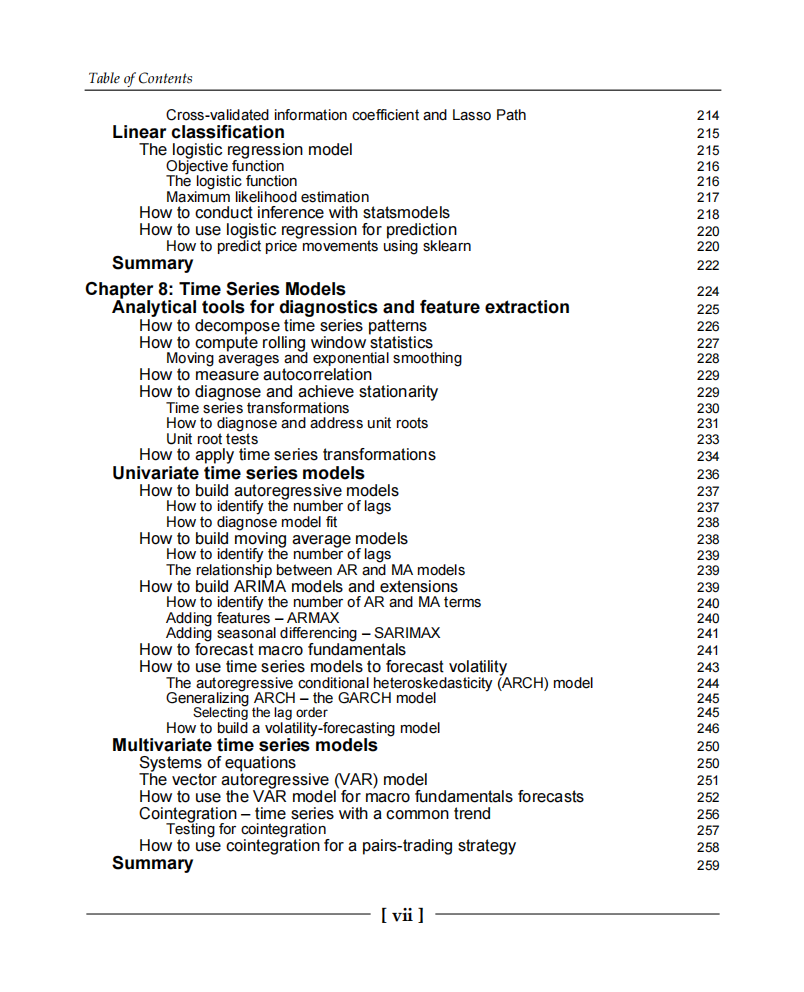 Table of Contents
Cross-validated information coefficient and Lasso Path 214
Linear classification 215
The logistic regression model 215
Objective function 216
The logistic function 216
Maximum likelihood estimation 217
How to conduct inference with statsmodels 218
How to use logistic regression for prediction 220
How to predict price movements using sklearn 220
Summary 222
Chapter 8: Time Series Models 224
Analytical tools for diagnostics and feature extraction 225
How to decompose time series patterns 226
How to compute rolling window statistics 227
Moving averages and exponential smoothing 228
How to measure autocorrelation 229
How to diagnose and achieve stationarity 229
Time series transformations 230
How to diagnose and address unit roots 231
Unit root tests 233
How to apply time series transformations 234
Univariate time series models 236
How to build autoregressive models 237
How to identify the number of lags 237
How to diagnose model fit 238
How to build moving average models 238
How to identify the number of lags 239
The relationship between AR and MA models 239
How to build ARIMA models and extensions 239
How to identify the number of AR and MA terms 240
Adding features – ARMAX 240
Adding seasonal differencing – SARIMAX 241
How to forecast macro fundamentals 241
How to use time series models to forecast volatility 243
The autoregressive conditional heteroskedasticity (ARCH) model 244
Generalizing ARCH – the GARCH model 245
Selecting the lag order 245
How to build a volatility-forecasting model 246
Multivariate time series models 250
Systems of equations 250
The vector autoregressive (VAR) model 251
How to use the VAR model for macro fundamentals forecasts 252
Cointegration – time series with a common trend 256
Testing for cointegration 257
How to use cointegration for a pairs-trading strategy 258
Summary 259
[ vii ]